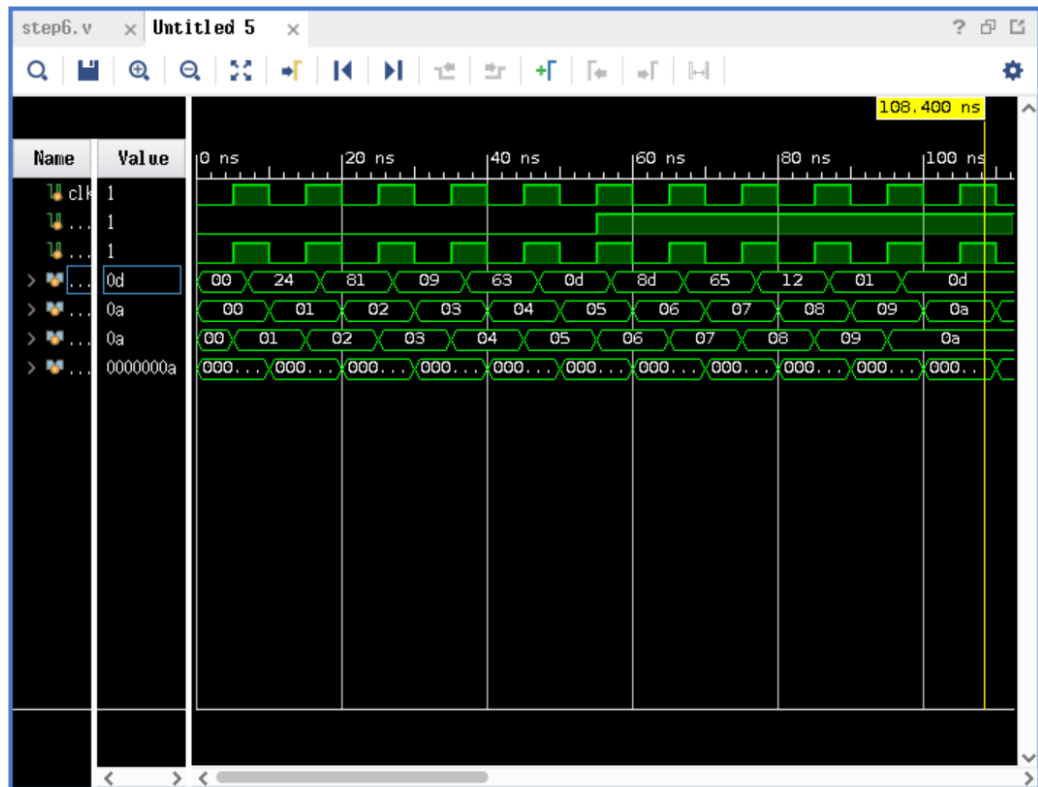 step6.v × Untitled 5 × ?
108.400 ns
Name Value 0 ns 20 ns 40 ns 60 ns 80 ns 100 ns
clk 1
... 1
... 1
> ... 0d 00 24 81 09 63 0d 8d 65 12 01 0d
> ... 0a 00 01 02 03 04 05 06 07 08 09 0a
> ... 0a 00 01 02 03 04 05 06 07 08 09 0a
> ... 0000000a 000... 000... 000... 000... 000... 000... 000... 000... 000... 000... 000..